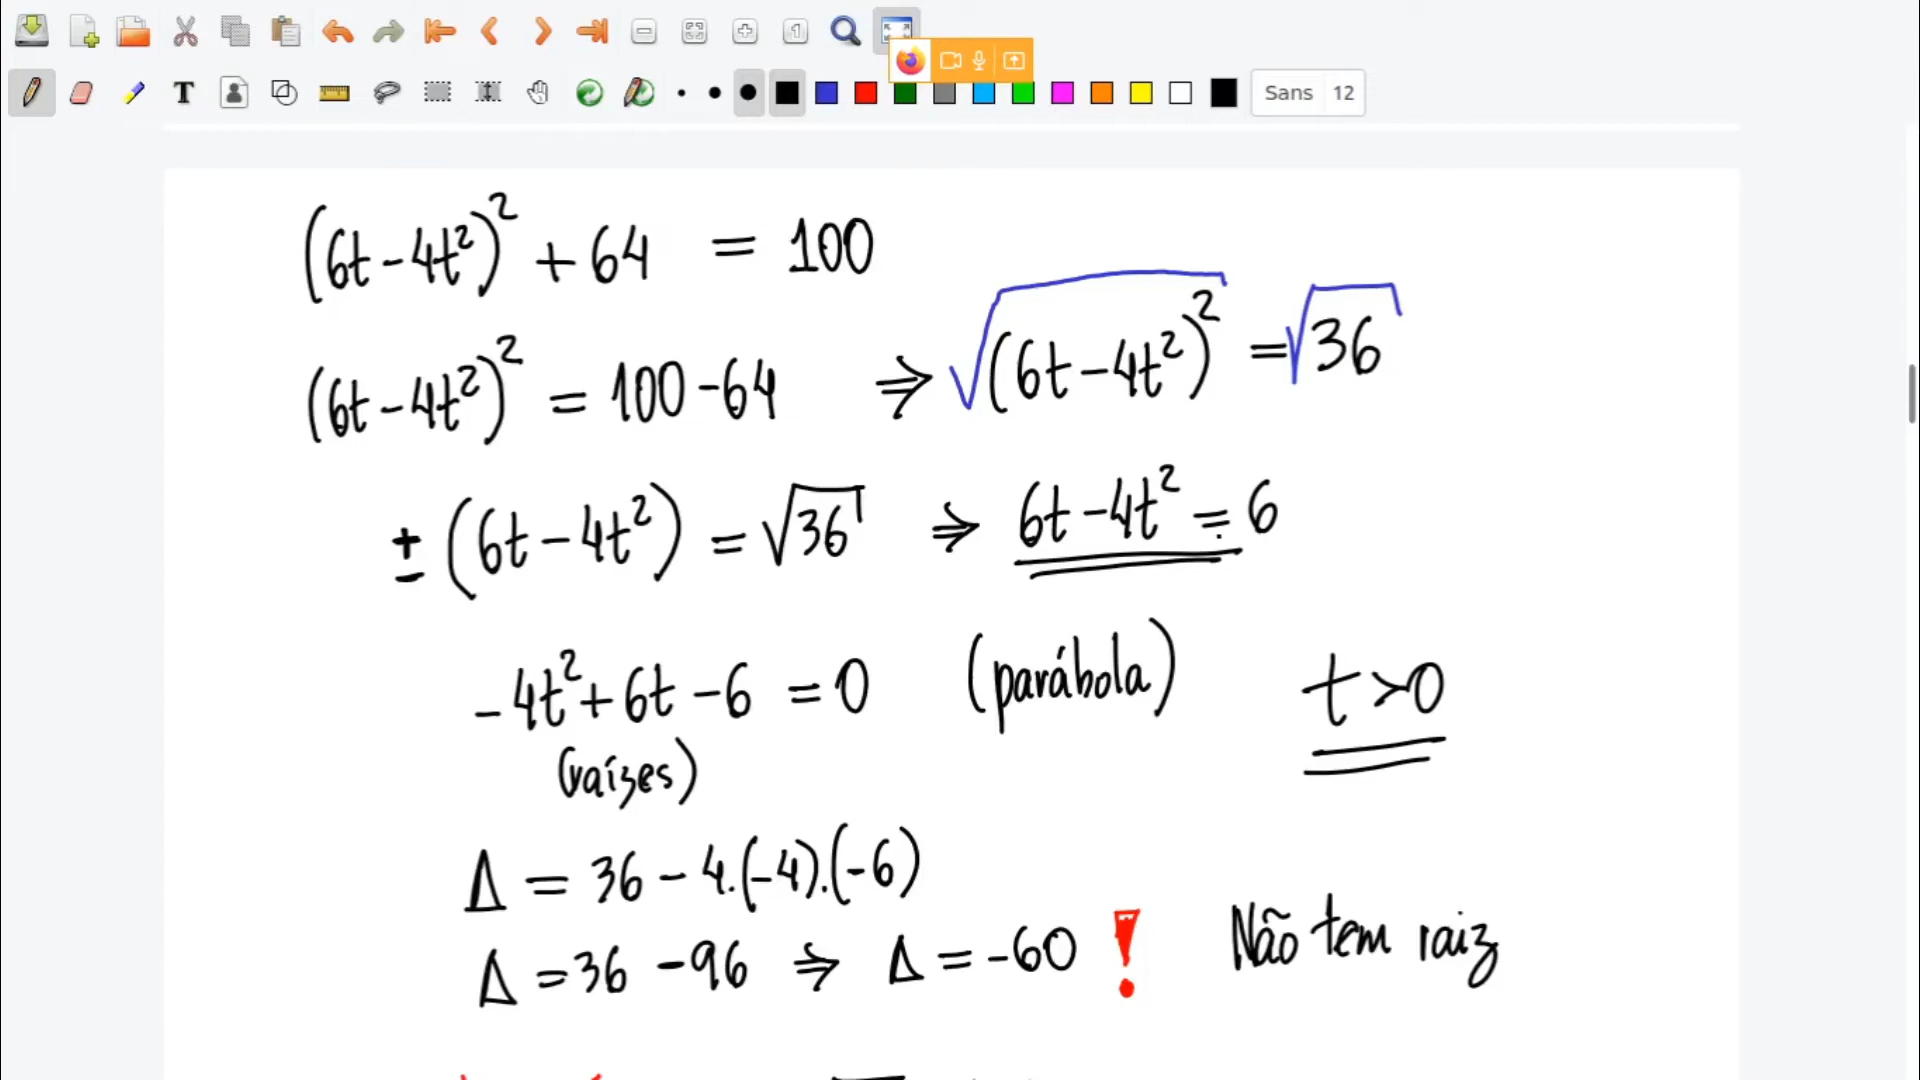 T
1
Sans 12
(6t-4t²)² + 64 = 100
(6t-4t²)² = 100-64 ⇒ √(6t-4t²)² = √36
± (6t-4t²) = √36 ⇒ 6t-4t² = 6
-4t²+6t-6 = 0 (parábola) t>0
(raízes)
Δ = 36 - 4.(-4).(-6)
Δ = 36 - 96 ⇒ Δ = -60 ! Não tem raiz